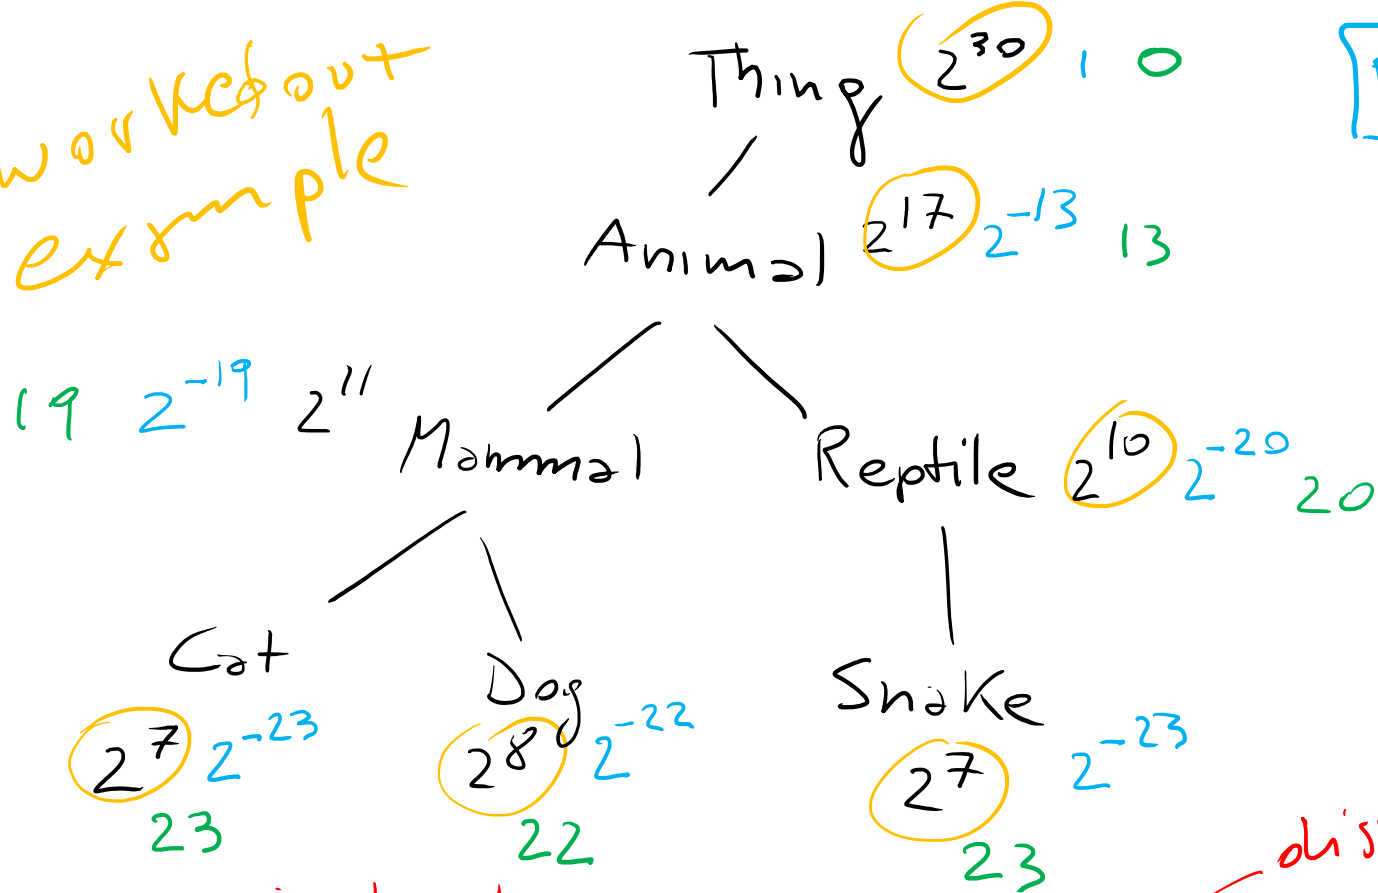 workedout
example
Thing 2^30 1 0
Animal 2^17 2^-13 13
19 2^-19 2^11 Mammal
Reptile 2^10 2^-20 20
Cat
2^7 2^-23
23
Dog
2^8 2^-22
22
Snake
2^7 2^-23
23